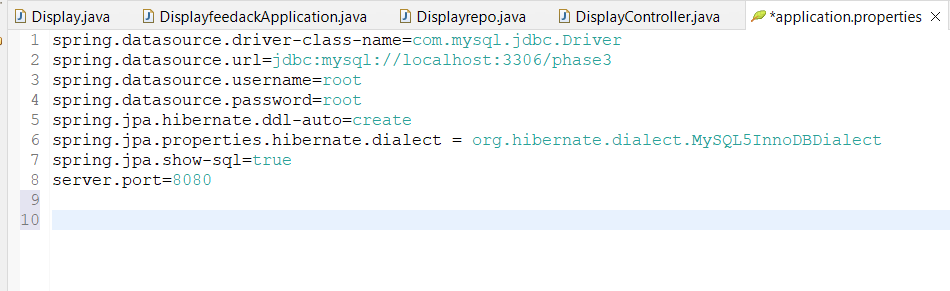 Display.java DisplayfeedackApplication.java Displayrepo.java DisplayController.java *application.properties
1 spring.datasource.driver-class-name=com.mysql.jdbc.Driver
2 spring.datasource.url=jdbc:mysql://localhost:3306/phase3
3 spring.datasource.username=root
4 spring.datasource.password=root
5 spring.jpa.hibernate.ddl-auto=create
6 spring.jpa.properties.hibernate.dialect = org.hibernate.dialect.MySQL5InnoDBDialect
7 spring.jpa.show-sql=true
8 server.port=8080
9
10